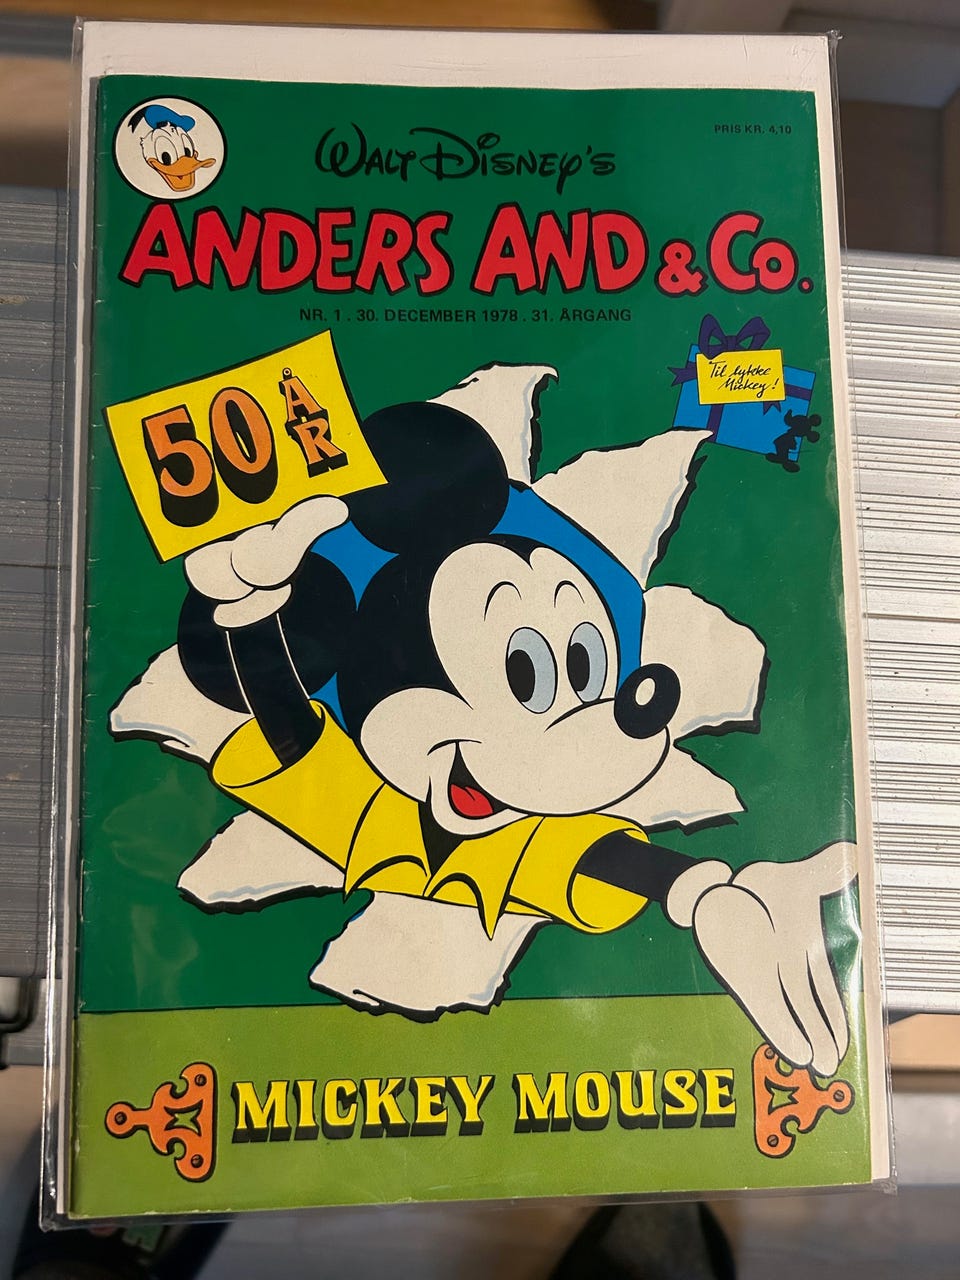 PRIS KR. 4,10
WALT DISNEY'S
ANDERS AND & Co.
NR. 1 . 30. DECEMBER 1978 . 31. ÅRGANG
50 ÅR
Til lykke
Mickey!
MICKEY MOUSE